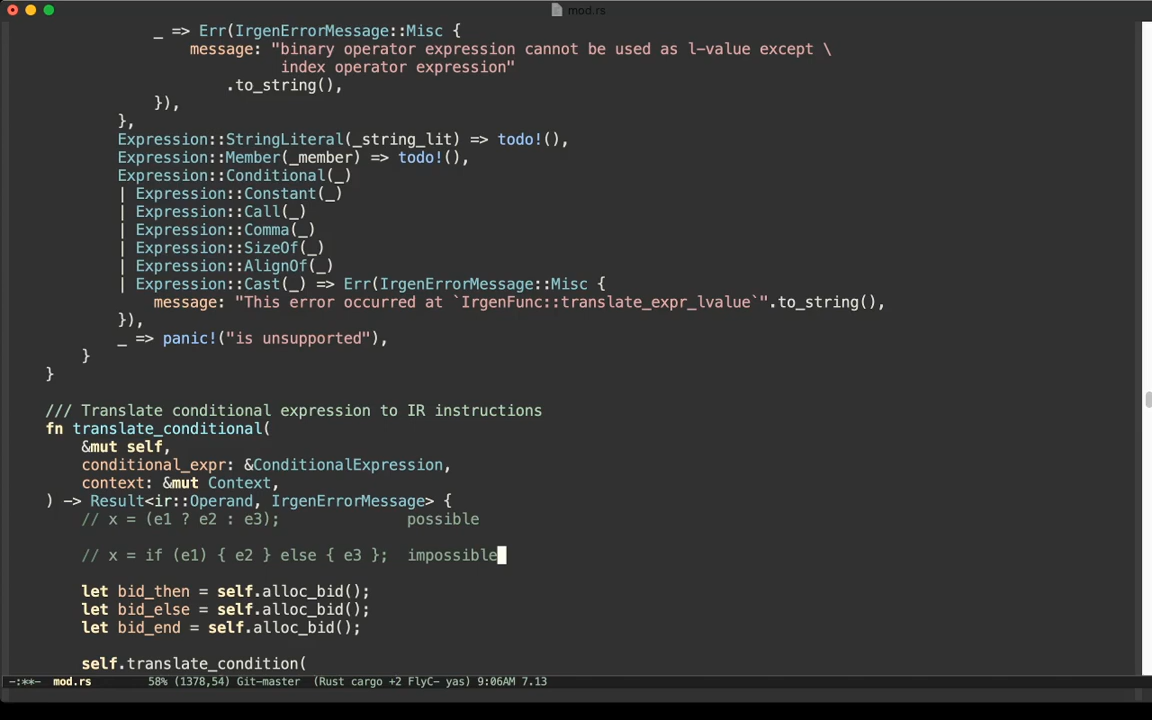 mod.rs
_ => Err(IrgenErrorMessage::Misc {
message: "binary operator expression cannot be used as l-value except \
index operator expression"
.to_string(),
}),
},
Expression::StringLiteral(_string_lit) => todo!(),
Expression::Member(_member) => todo!(),
Expression::Conditional(_)
| Expression::Constant(_)
| Expression::Call(_)
| Expression::Comma(_)
| Expression::SizeOf(_)
| Expression::AlignOf(_)
| Expression::Cast(_) => Err(IrgenErrorMessage::Misc {
message: "This error occurred at `IrgenFunc::translate_expr_lvalue`".to_string(),
}),
_ => panic!("is unsupported"),
}
}
/// Translate conditional expression to IR instructions
fn translate_conditional(
&mut self,
conditional_expr: &ConditionalExpression,
context: &mut Context,
) -> Result<ir::Operand, IrgenErrorMessage> {
// x = (e1 ? e2 : e3); possible
// x = if (e1) { e2 } else { e3 }; impossible
let bid_then = self.alloc_bid();
let bid_else = self.alloc_bid();
let bid_end = self.alloc_bid();
self.translate_condition(
-:**- mod.rs 58% (1378,54) Git-master (Rust cargo +2 FlyC- yas) 9:06AM 7.13